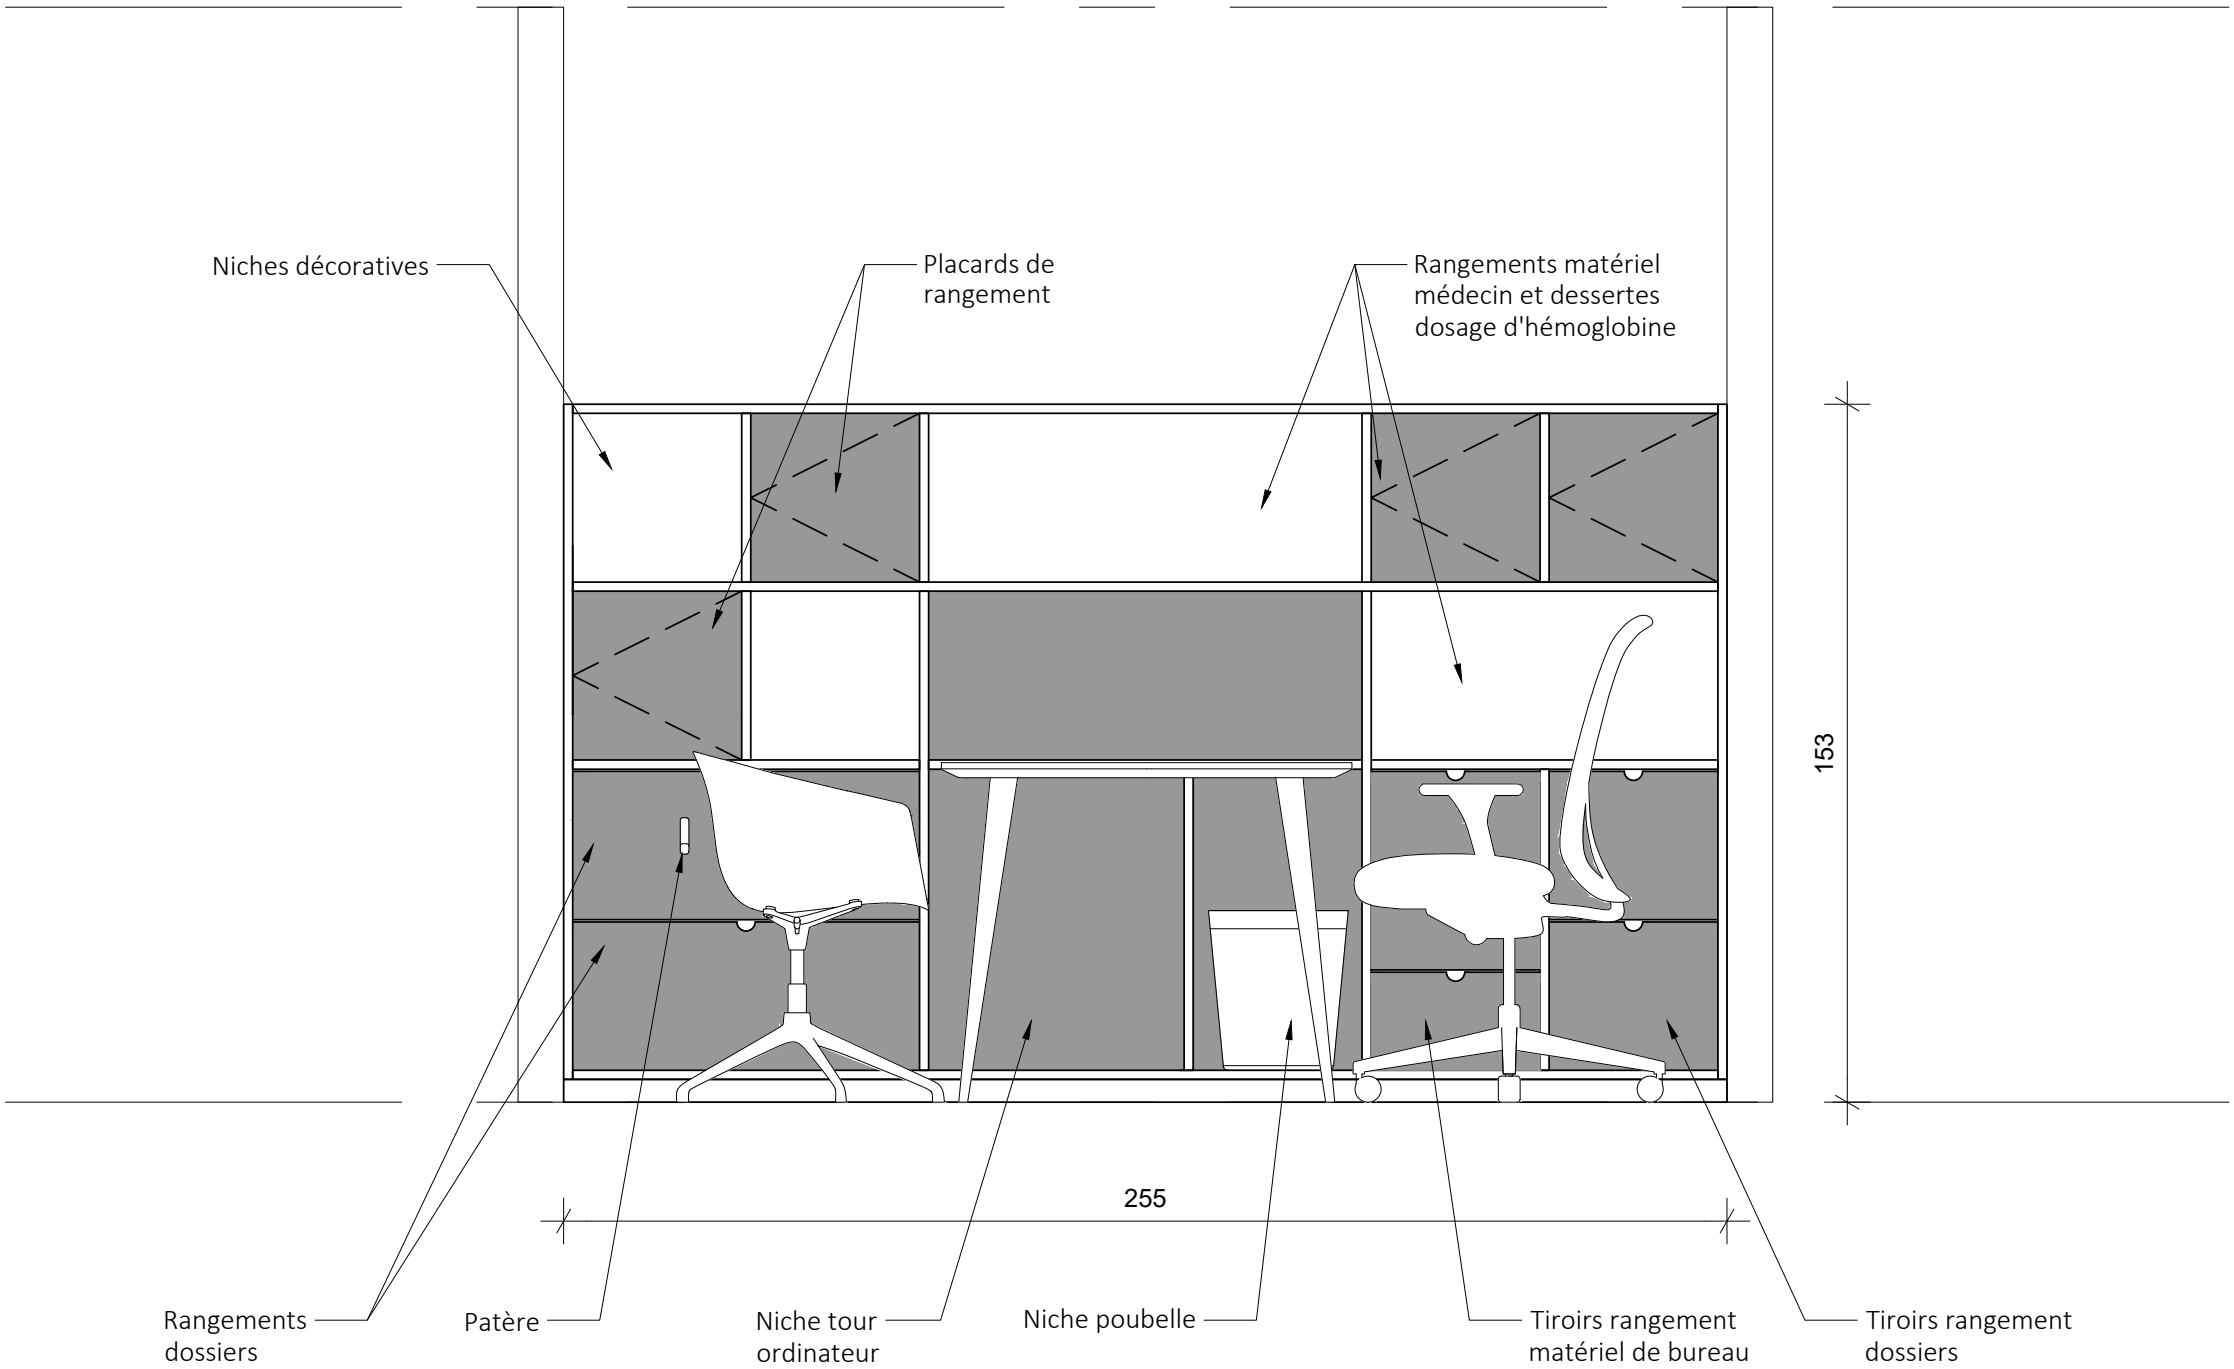 Niches décoratives
Placards de
rangement
Rangements matériel
médecin et dessertes
dosage d'hémoglobine
153
255
Rangements
dossiers
Patère
Niche tour
ordinateur
Niche poubelle
Tiroirs rangement
matériel de bureau
Tiroirs rangement
dossiers